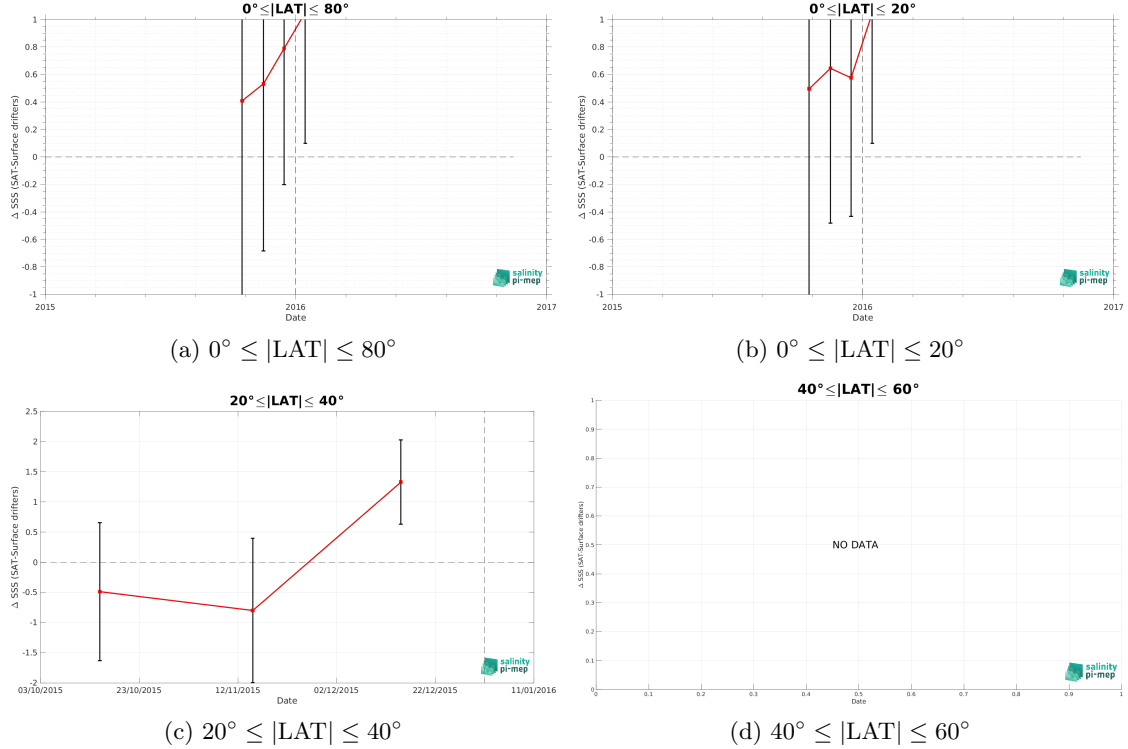 0°≤|LAT|≤ 80°
1
0.8
0.6
0.4
0.2
0
-0.2
-0.4
-0.6
-0.8
-1
Δ SSS (SAT-Surface drifters)
2015
2016
2017
Date
salinity
pi-mep
(a) 0° ≤ |LAT| ≤ 80°
0°≤|LAT|≤ 20°
1
0.8
0.6
0.4
0.2
0
-0.2
-0.4
-0.6
-0.8
-1
Δ SSS (SAT-Surface drifters)
2015
2016
2017
Date
salinity
pi-mep
(b) 0° ≤ |LAT| ≤ 20°
20°≤|LAT|≤ 40°
2.5
2
1.5
1
0.5
0
-0.5
-1
-1.5
-2
Δ SSS (SAT-Surface drifters)
03/10/2015
23/10/2015
12/11/2015
02/12/2015
22/12/2015
11/01/2016
Date
salinity
pi-mep
(c) 20° ≤ |LAT| ≤ 40°
40°≤|LAT|≤ 60°
1
0.9
0.8
0.7
0.6
0.5
0.4
0.3
0.2
0.1
0
Δ SSS (SAT-Surface drifters)
NO DATA
0
0.1
0.2
0.3
0.4
0.5
0.6
0.7
0.8
0.9
1
Date
salinity
pi-mep
(d) 40° ≤ |LAT| ≤ 60°